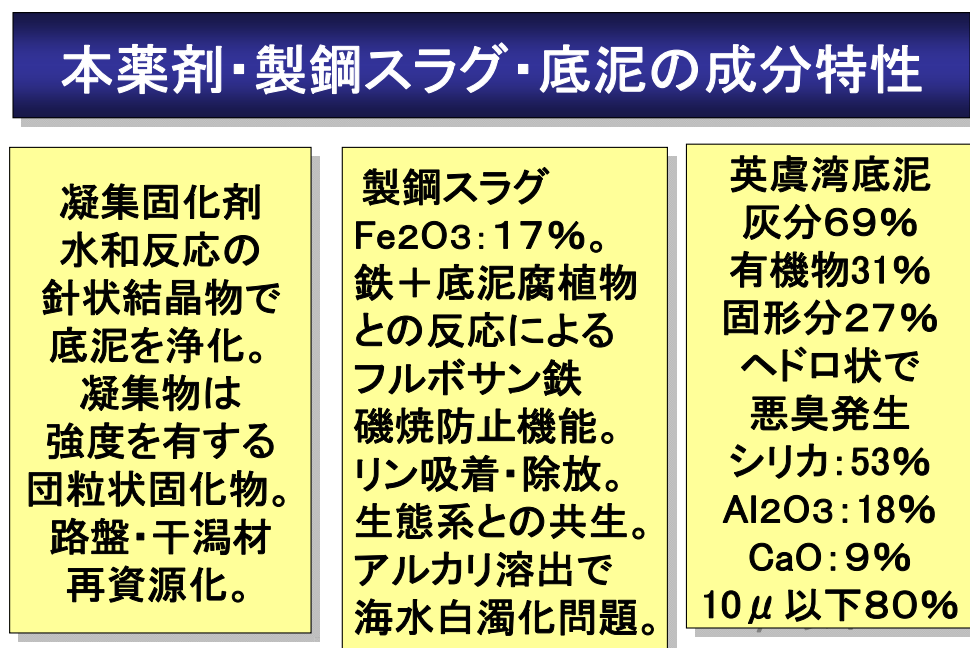 本薬剤・製鋼スラグ・底泥の成分特性
凝集固化剤
水和反応の
針状結晶物で
底泥を浄化。
凝集物は
強度を有する
団粒状固化物。
路盤・干潟材
再資源化。
製鋼スラグ
Fe2O3:17%。
鉄+底泥腐植物
との反応による
フルボサン鉄
磯焼防止機能。
リン吸着・除放。
生態系との共生。
アルカリ溶出で
海水白濁化問題。
英虞湾底泥
灰分69%
有機物31%
固形分27%
ヘドロ状で
悪臭発生
シリカ:53%
Al2O3:18%
CaO:9%
10μ以下80%